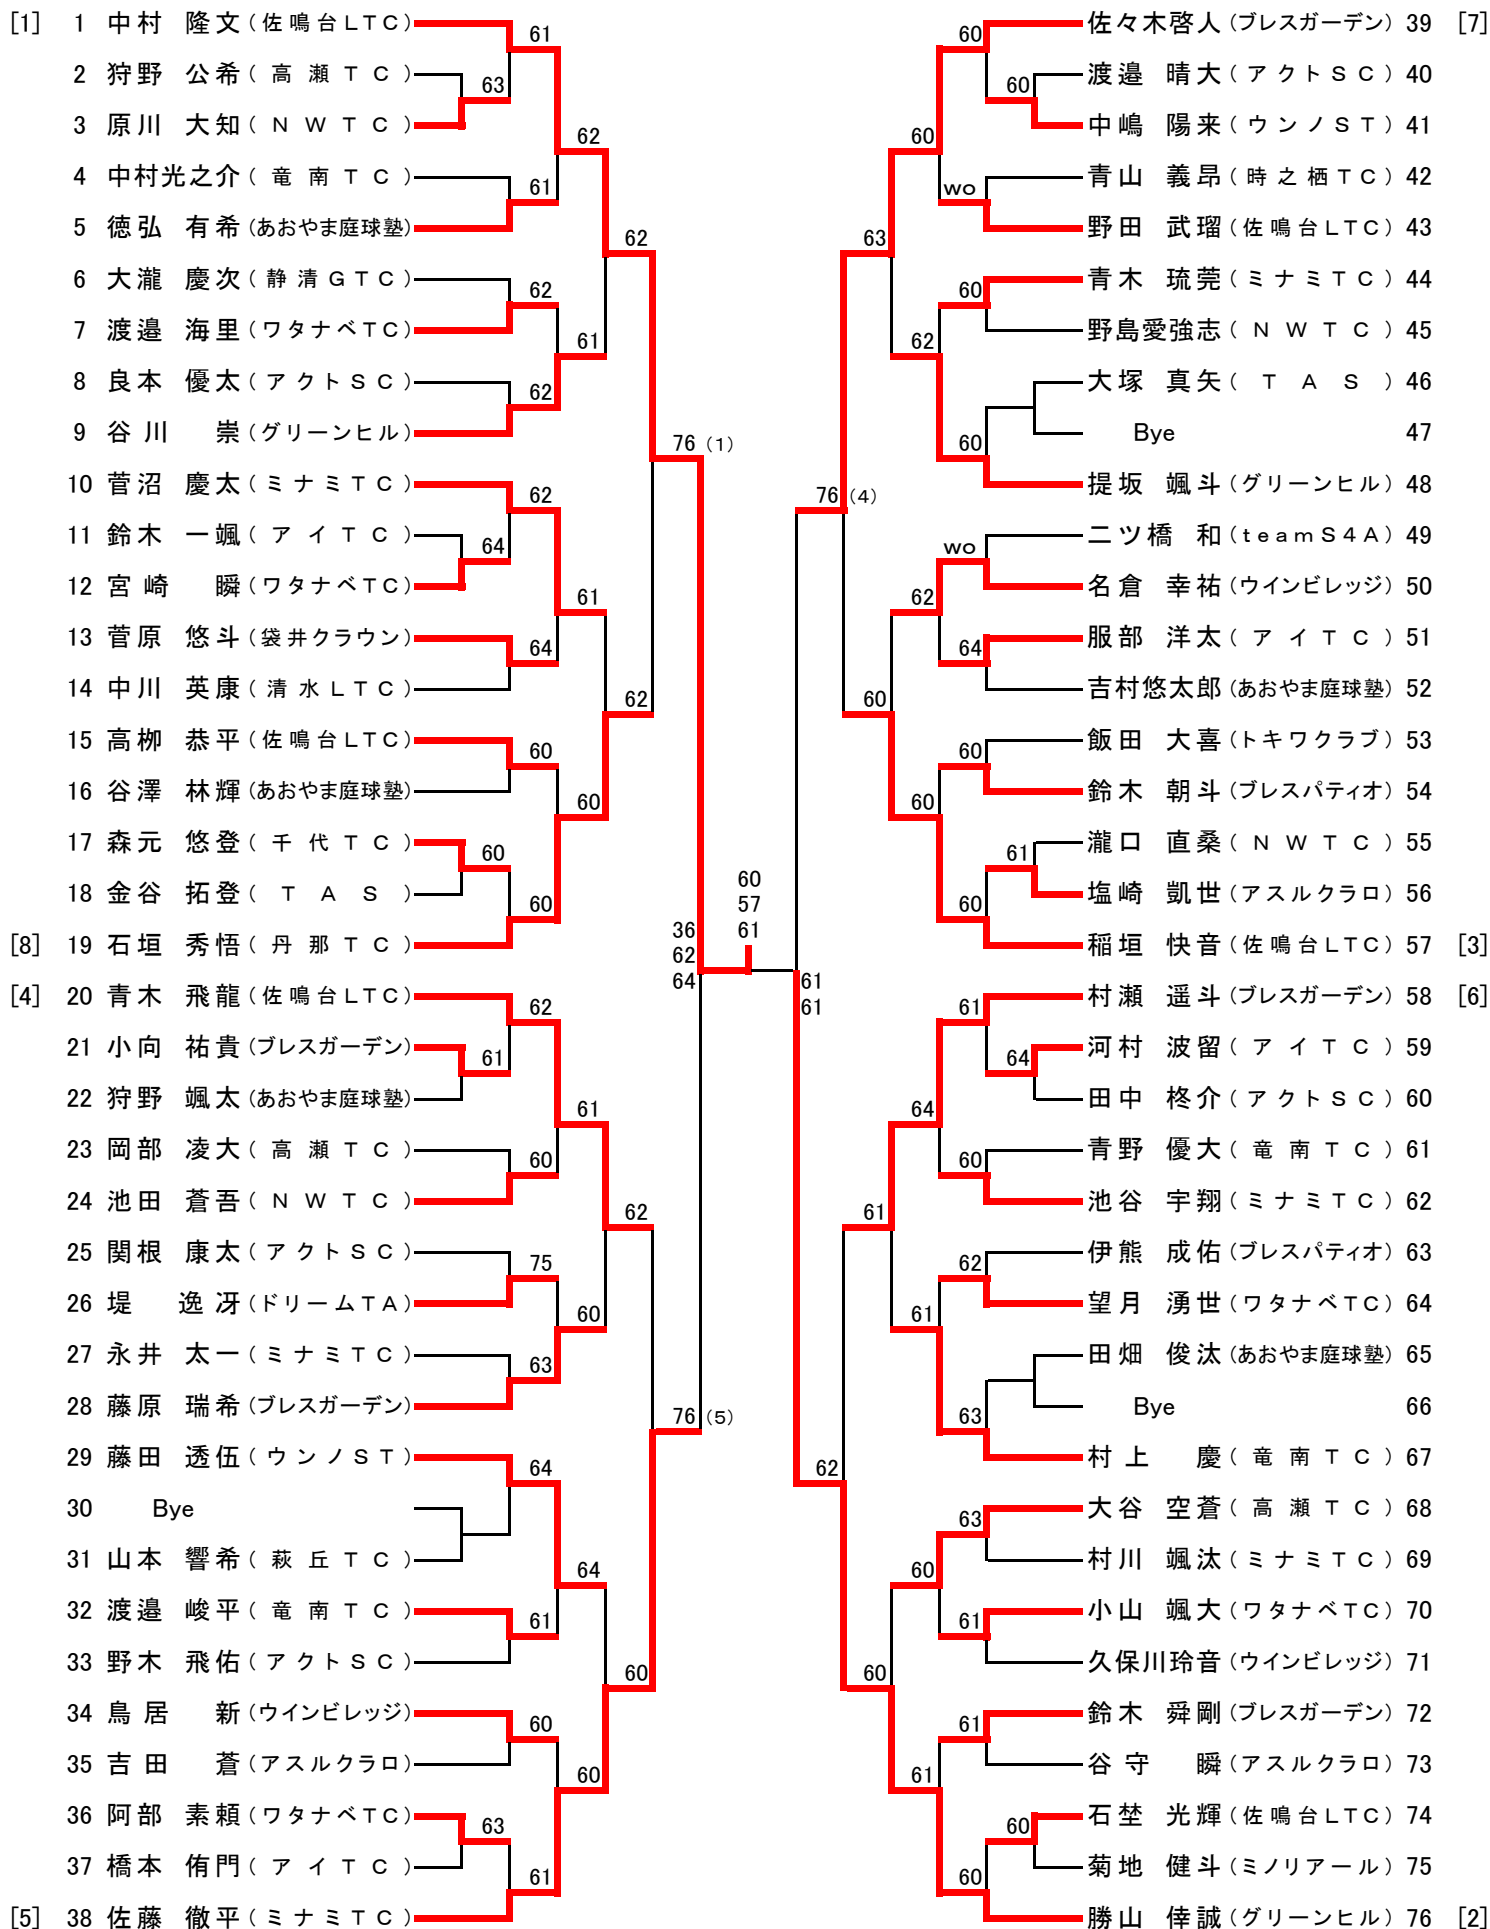 [1] 1 中村 隆文 (佐鳴台LTC)
2 狩野 公希 (高瀬TC)
3 原川 大知 (NWTC)
4 中村光之介 (竜南TC)
5 徳弘 有希 (あおやま庭球塾)
6 大瀧 慶次 (静清GTC)
7 渡邉 海里 (ワタナベTC)
8 良本 優太 (アクトSC)
9 谷川 崇 (グリーンヒル)
10 菅沼 慶太 (ミナミTC)
11 鈴木 一颯 (アイTC)
12 宮崎 瞬 (ワタナベTC)
13 菅原 悠斗 (袋井クラウン)
14 中川 英康 (清水LTC)
15 高栁 恭平 (佐鳴台LTC)
16 谷澤 林輝 (あおやま庭球塾)
17 森元 悠登 (千代TC)
18 金谷 拓登 (TAS)
[8] 19 石垣 秀悟 (丹那TC)
[4] 20 青木 飛龍 (佐鳴台LTC)
21 小向 祐貴 (ブレスガーデン)
22 狩野 颯太 (あおやま庭球塾)
23 岡部 凌大 (高瀬TC)
24 池田 蒼吾 (NWTC)
25 関根 康太 (アクトSC)
26 堤 逸冴 (ドリームTA)
27 永井 太一 (ミナミTC)
28 藤原 瑞希 (ブレスガーデン)
29 藤田 透伍 (ウンノST)
30 Bye
31 山本 響希 (萩丘TC)
32 渡邉 峻平 (竜南TC)
33 野木 飛佑 (アクトSC)
34 鳥居 新 (ウインビレッジ)
35 吉田 蒼 (アスルクラロ)
36 阿部 素頼 (ワタナベTC)
37 橋本 侑門 (アイTC)
[5] 38 佐藤 徹平 (ミナミTC)
63
64
60
61
63
61
61
62
62
62
64
60
60
62
60
75
63
64
61
60
61
62
61
61
60
61
60
64
60
62
62
62
60
76 (1)
76 (5)
36
62
64
60
57
61
61
61
76 (4)
62
63
60
61
60
60
62
62
60
64
61
60
61
60
wo
60
60
wo
64
60
60
61
60
62
63
63
61
61
60
60
61
64
60
佐々木啓人 (ブレスガーデン) 39 [7]
渡邉 晴大 (アクトSC) 40
中嶋 陽来 (ウンノST) 41
青山 義昂 (時之栖TC) 42
野田 武瑠 (佐鳴台LTC) 43
青木 琉莞 (ミナミTC) 44
野島愛強志 (NWTC) 45
大塚 真矢 (TAS) 46
Bye 47
提坂 颯斗 (グリーンヒル) 48
二ツ橋 和 (teamS4A) 49
名倉 幸祐 (ウインビレッジ) 50
服部 洋太 (アイTC) 51
吉村悠太郎 (あおやま庭球塾) 52
飯田 大喜 (トキワクラブ) 53
鈴木 朝斗 (ブレスパティオ) 54
瀧口 直桑 (NWTC) 55
塩崎 凱世 (アスルクラロ) 56
稲垣 快音 (佐鳴台LTC) 57 [3]
村瀬 遥斗 (ブレスガーデン) 58 [6]
河村 波留 (アイTC) 59
田中 柊介 (アクトSC) 60
青野 優大 (竜南TC) 61
池谷 宇翔 (ミナミTC) 62
伊熊 成佑 (ブレスパティオ) 63
望月 湧世 (ワタナベTC) 64
田畑 俊汰 (あおやま庭球塾) 65
Bye 66
村上 慶 (竜南TC) 67
大谷 空蒼 (高瀬TC) 68
村川 颯汰 (ミナミTC) 69
小山 颯大 (ワタナベTC) 70
久保川玲音 (ウインビレッジ) 71
鈴木 舜剛 (ブレスガーデン) 72
谷守 瞬 (アスルクラロ) 73
石埜 光輝 (佐鳴台LTC) 74
菊地 健斗 (ミノリアール) 75
勝山 倖誠 (グリーンヒル) 76 [2]